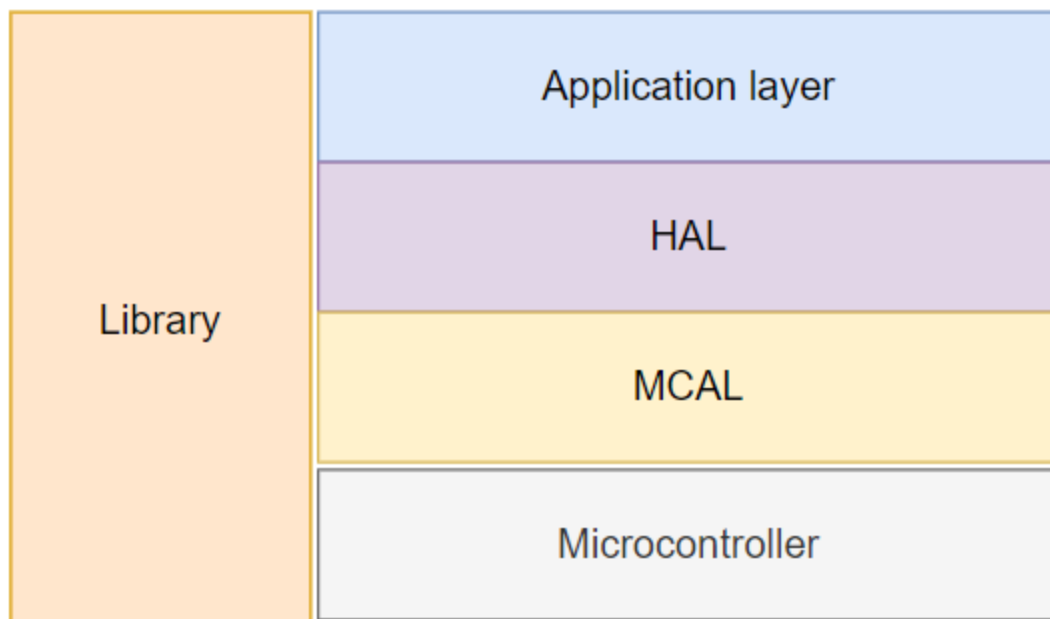 Library
Application layer
HAL
MCAL
Microcontroller